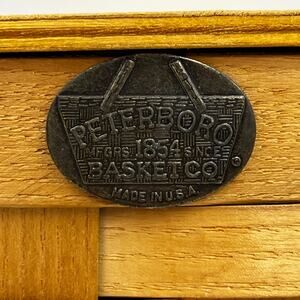 PETERBORO
MFGRS 1854 SINCE
BASKET CO.
MADE IN U.S.A
®